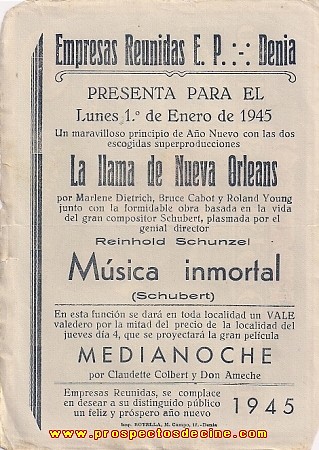 Empresas Reunidas E. P. :-: Denia
PRESENTA PARA EL
Lunes 1.º de Enero de 1945
Un maravilloso principio de Año Nuevo con las dos
escogidas superproducciones
La llama de Nueva Orleans
por Marlene Dietrich, Bruce Cabot y Roland Young
junto con la formidable obra basada en la vida
del gran compositor Schubert, plasmada por el
genial director
Reinhold Schunzel
Música inmortal
(Schubert)
En esta función se dará en toda localidad un VALE
valedero por la mitad del precio de la localidad del
jueves día 4, que se proyectará la gran película
MEDIANOCHE
por Claudette Colbert y Don Ameche
Empresas Reunidas, se complace
en desear a su distinguido público
un feliz y próspero año nuevo
1945
Imp. BOTELLA, M. Campo, 15.-Denia
www.prospectosdecine.com